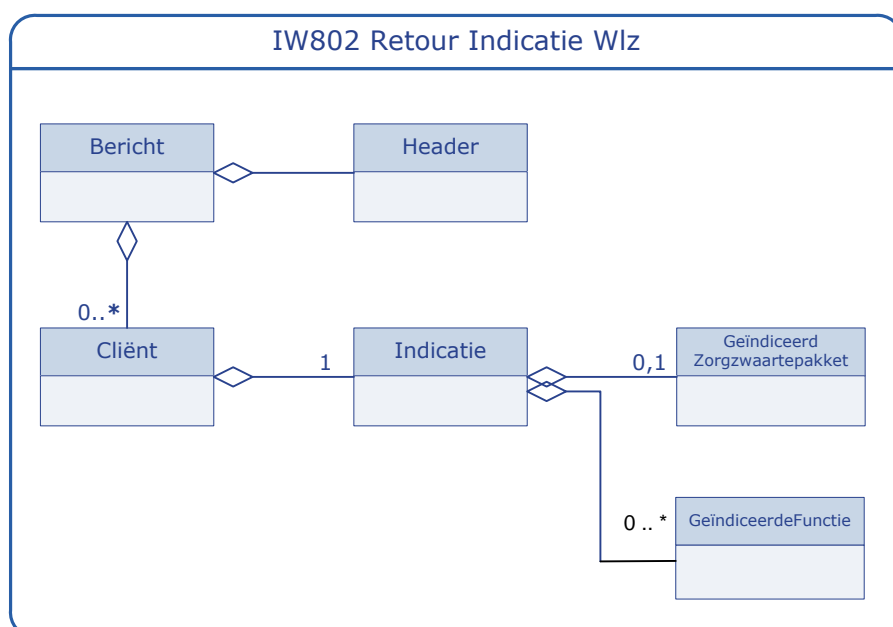 IW802 Retour Indicatie Wlz
Bericht
Header
0..*
Cliënt
1
Indicatie
0,1
Geïndiceerd
Zorgzwaartepakket
0 .. *
GeïndiceerdeFunctie